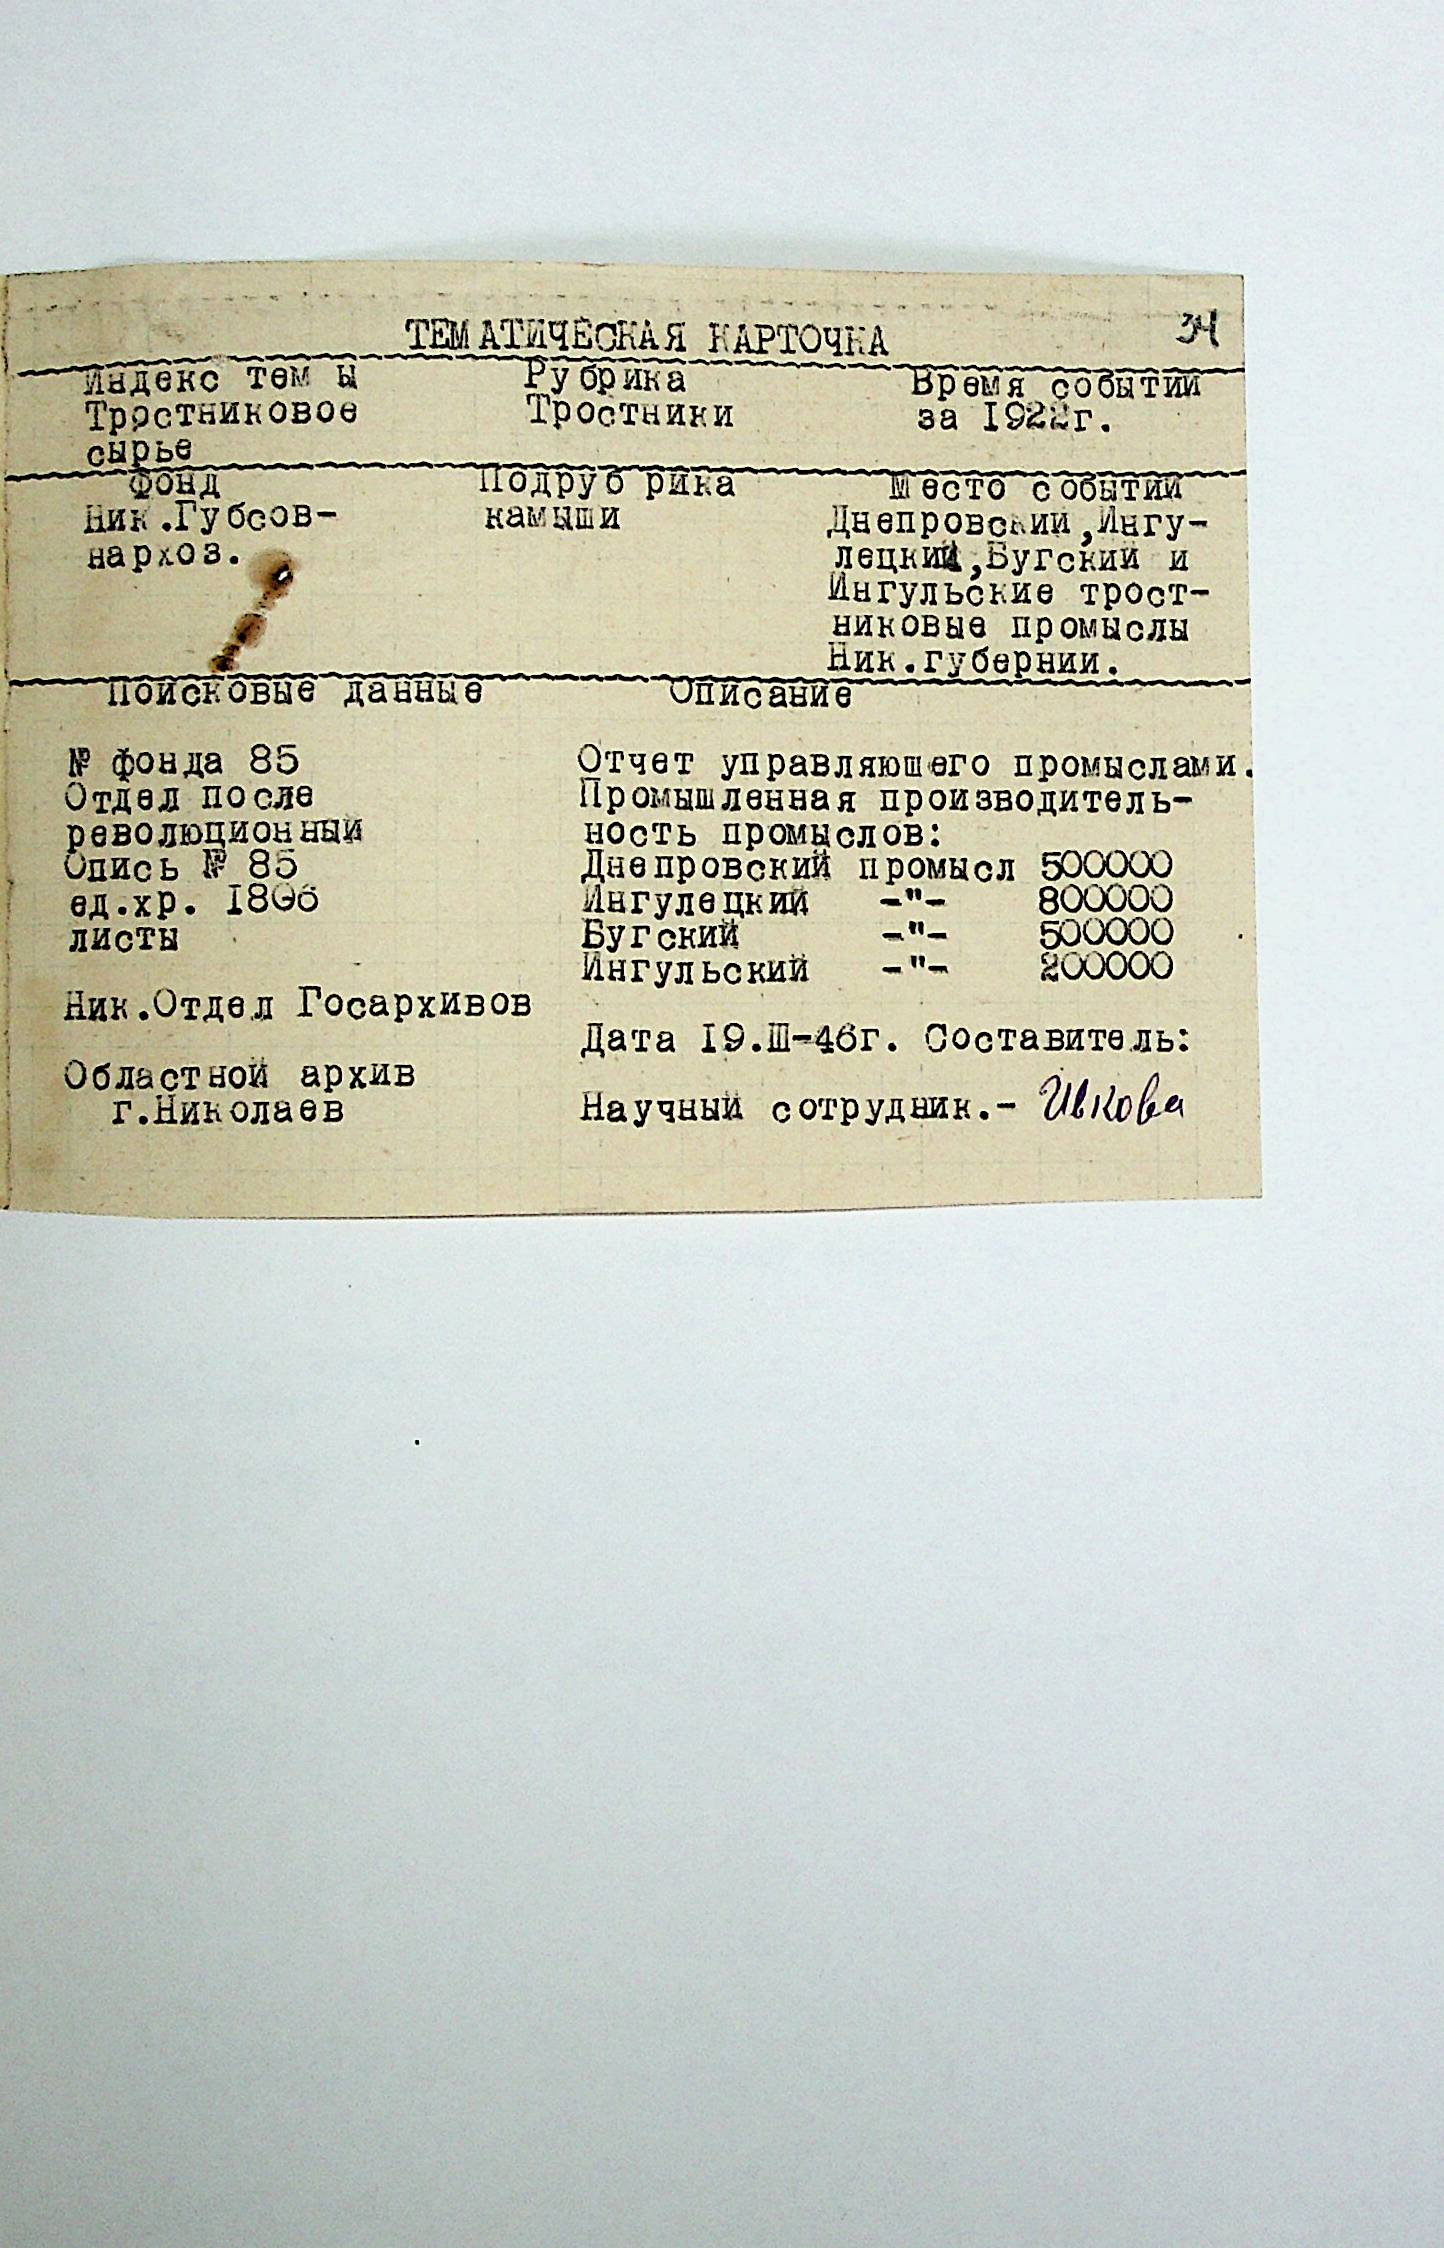 34
ТЕМАТИЧЕСКАЯ КАРТОЧКА
Индекс темы Рубрика Время событий
Тростниковое Тростники за 1922г.
сырье
Фонд Подрубрика Место событий
Ник.Губсов- камыши Днепровский,Ингу-
нархоз. лецкий,Бугский и
Ингульские трост-
никовые промыслы
Ник.губернии.
Поисковые данные Описание
№ фонда 85 Отчет управляюшего промыслами.
Отдел после Промышленная производитель-
революционный ность промыслов:
Опись № 85 Днепровский промысл 500000
ед.хр. 1806 Ингулецкий -"- 800000
листы Бугский -"- 500000
Ингульский -"- 200000
Ник.Отдел Госархивов
Дата 19.III-46г. Составитель:
Областной архив
г.Николаев Научный сотрудник.- Ивкова